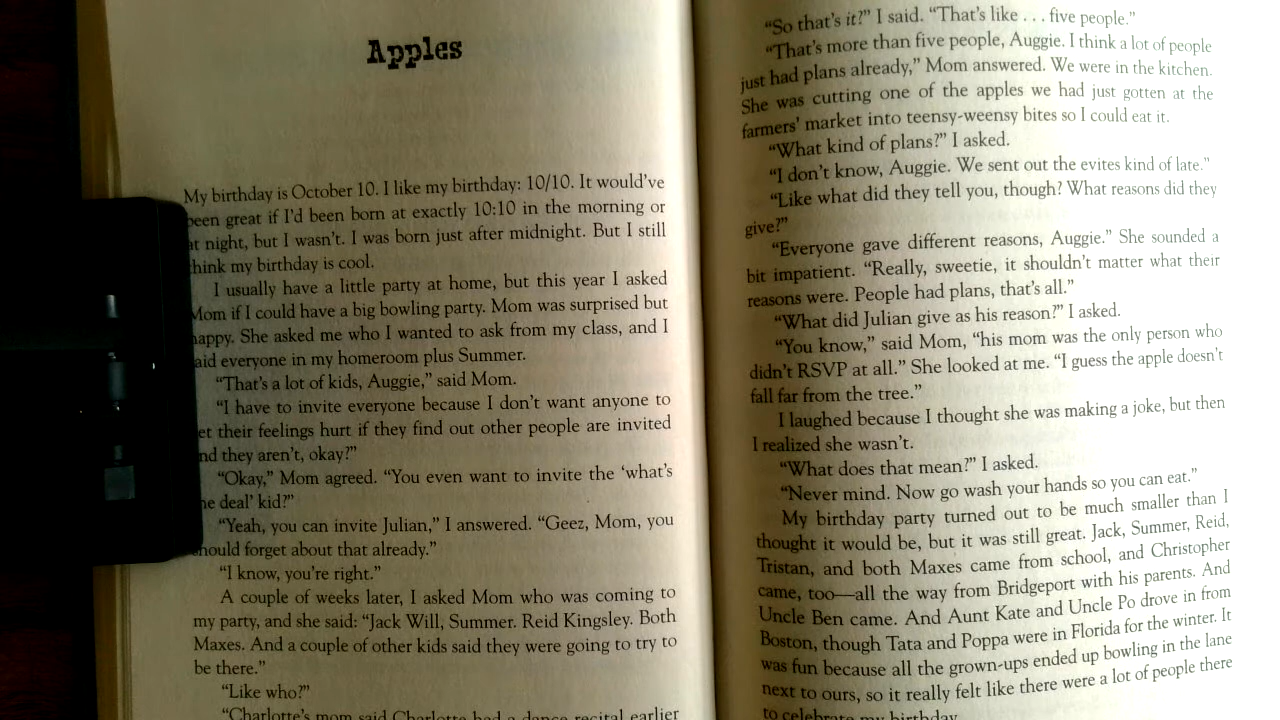 Apples
My birthday is October 10. I like my birthday: 10/10. It would've
been great if I'd been born at exactly 10:10 in the morning or
at night, but I wasn't. I was born just after midnight. But I still
think my birthday is cool.
I usually have a little party at home, but this year I asked
Mom if I could have a big bowling party. Mom was surprised but
happy. She asked me who I wanted to ask from my class, and I
said everyone in my homeroom plus Summer.
"That's a lot of kids, Auggie," said Mom.
"I have to invite everyone because I don't want anyone to
get their feelings hurt if they find out other people are invited
and they aren't, okay?"
"Okay," Mom agreed. "You even want to invite the 'what's
the deal' kid?"
"Yeah, you can invite Julian," I answered. "Geez, Mom, you
should forget about that already."
"I know, you're right."
A couple of weeks later, I asked Mom who was coming to
my party, and she said: "Jack Will, Summer. Reid Kingsley. Both
Maxes. And a couple of other kids said they were going to try to
be there."
"Like who?"
"Charlotte's mom said Charlotte had a dance recital earlier
"So that's it?" I said. "That's like . . . five people."
"That's more than five people, Auggie. I think a lot of people
just had plans already," Mom answered. We were in the kitchen.
She was cutting one of the apples we had just gotten at the
farmers' market into teensy-weensy bites so I could eat it.
"What kind of plans?" I asked.
"I don't know, Auggie. We sent out the evites kind of late."
"Like what did they tell you, though? What reasons did they
give?"
"Everyone gave different reasons, Auggie." She sounded a
bit impatient. "Really, sweetie, it shouldn't matter what their
reasons were. People had plans, that's all."
"What did Julian give as his reason?" I asked.
"You know," said Mom, "his mom was the only person who
didn't RSVP at all." She looked at me. "I guess the apple doesn't
fall far from the tree."
I laughed because I thought she was making a joke, but then
I realized she wasn't.
"What does that mean?" I asked.
"Never mind. Now go wash your hands so you can eat."
My birthday party turned out to be much smaller than I
thought it would be, but it was still great. Jack, Summer, Reid,
Tristan, and both Maxes came from school, and Christopher
came, too—all the way from Bridgeport with his parents. And
Uncle Ben came. And Aunt Kate and Uncle Po drove in from
Boston, though Tata and Poppa were in Florida for the winter. It
was fun because all the grown-ups ended up bowling in the lane
next to ours, so it really felt like there were a lot of people there
to celebrate my birthday.